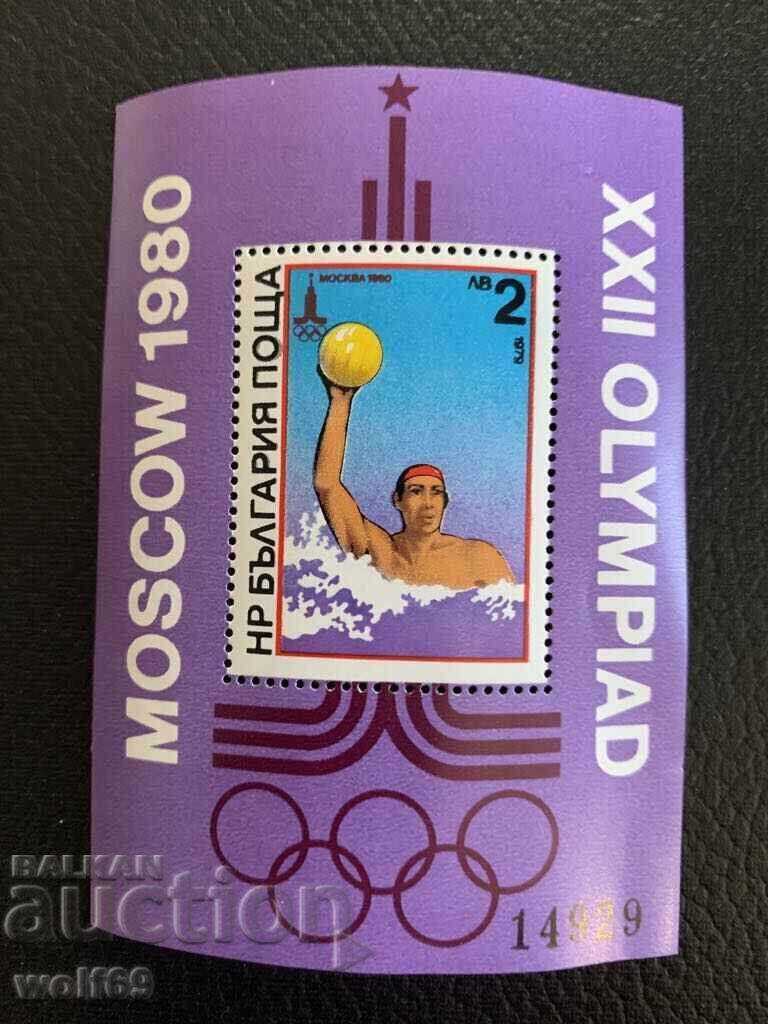 MOSCOW 1980
XXII OLYMPIAD
НР БЪЛГАРИЯ ПОЩА
МОСКВА 1980
ЛВ 2
1979
14929
BALKAN
auction
wolf69